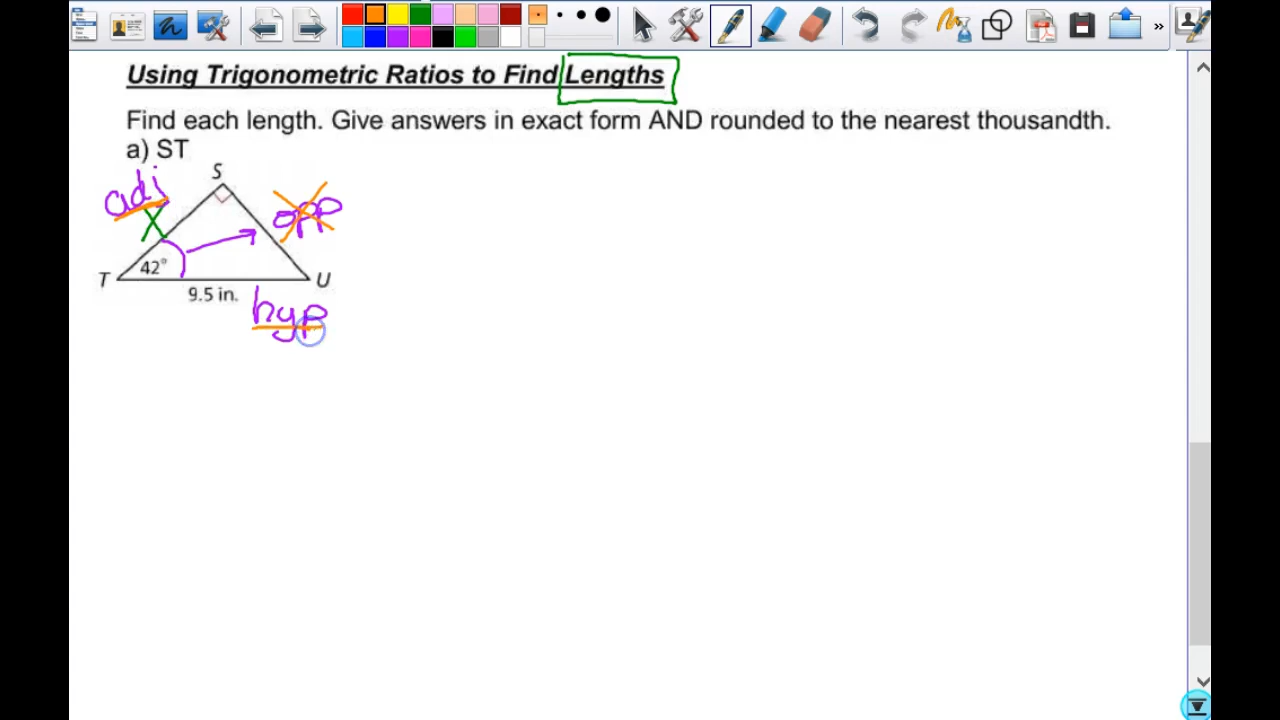 Using Trigonometric Ratios to Find Lengths
Find each length. Give answers in exact form AND rounded to the nearest thousandth.
a) ST
S
adj
opp
X
42°
T
U
9.5 in.
hyp
»